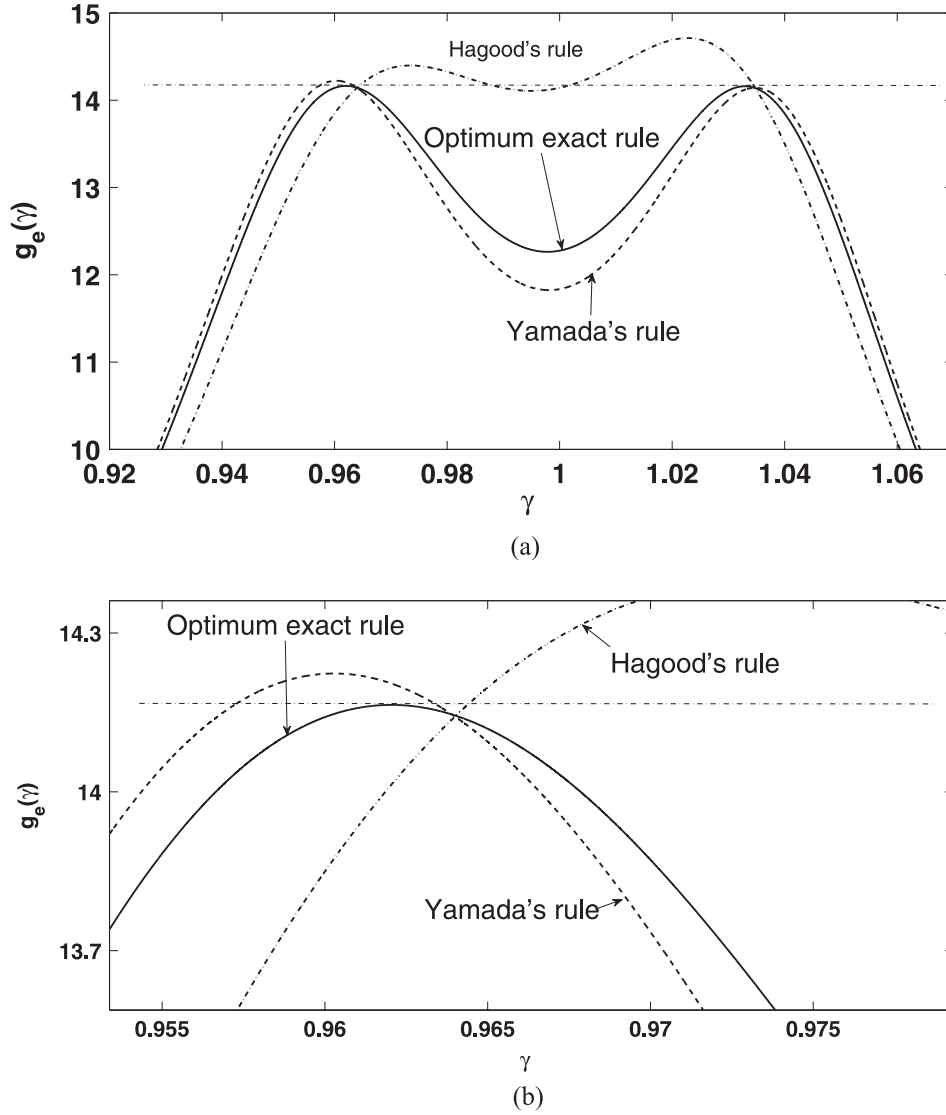 15
14
13
12
11
10
g_e(γ)
Hagood's rule
Optimum exact rule
Yamada's rule
0.92 0.94 0.96 0.98 1 1.02 1.04 1.06
γ
(a)
14.3
14
13.7
g_e(γ)
Optimum exact rule
Hagood's rule
Yamada's rule
0.955 0.96 0.965 0.97 0.975
γ
(b)